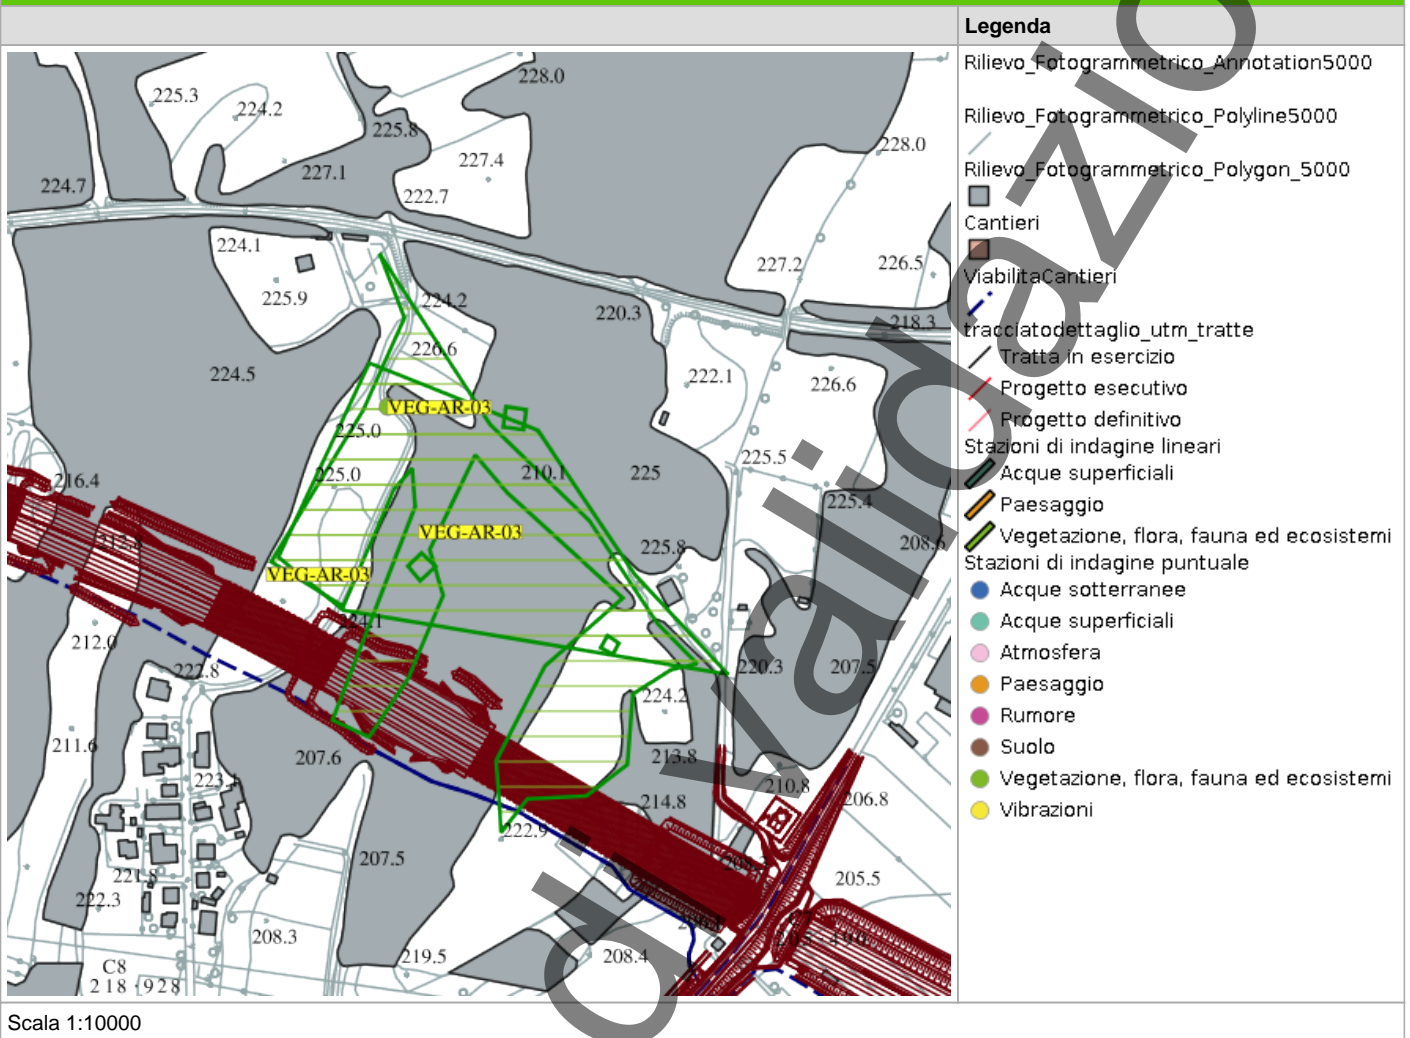 Legenda
Rilievo_Fotogrammetrico_Annotation5000
Rilievo_Fotogrammetrico_Polyline5000
Rilievo_Fotogrammetrico_Polygon_5000
Cantieri
ViabilitaCantieri
tracciatodettaglio_utm_tratte
Tratta in esercizio
Progetto esecutivo
Progetto definitivo
Stazioni di indagine lineari
Acque superficiali
Paesaggio
Vegetazione, flora, fauna ed ecosistemi
Stazioni di indagine puntuale
Acque sotterranee
Acque superficiali
Atmosfera
Paesaggio
Rumore
Suolo
Vegetazione, flora, fauna ed ecosistemi
Vibrazioni
228.0
225.3
224.2
225.8
228.0
227.4
227.1
224.7
222.7
224.1
227.2
226.5
225.9
224.2
220.3
218.3
226.6
224.5
222.1
226.6
VEG-AR-03
225.0
225.5
225.0
210.1
225
216.4
225.4
VEG-AR-03
208.6
225.8
VEG-AR-03
224.1
212.0
222.8
220.3
207.5
224.2
211.6
207.6
213.8
223.1
210.8
214.8
206.8
222.9
207.5
221.8
205.5
222.3
208.3
219.5
208.4
C8
218.928
Scala 1:10000
di validazio